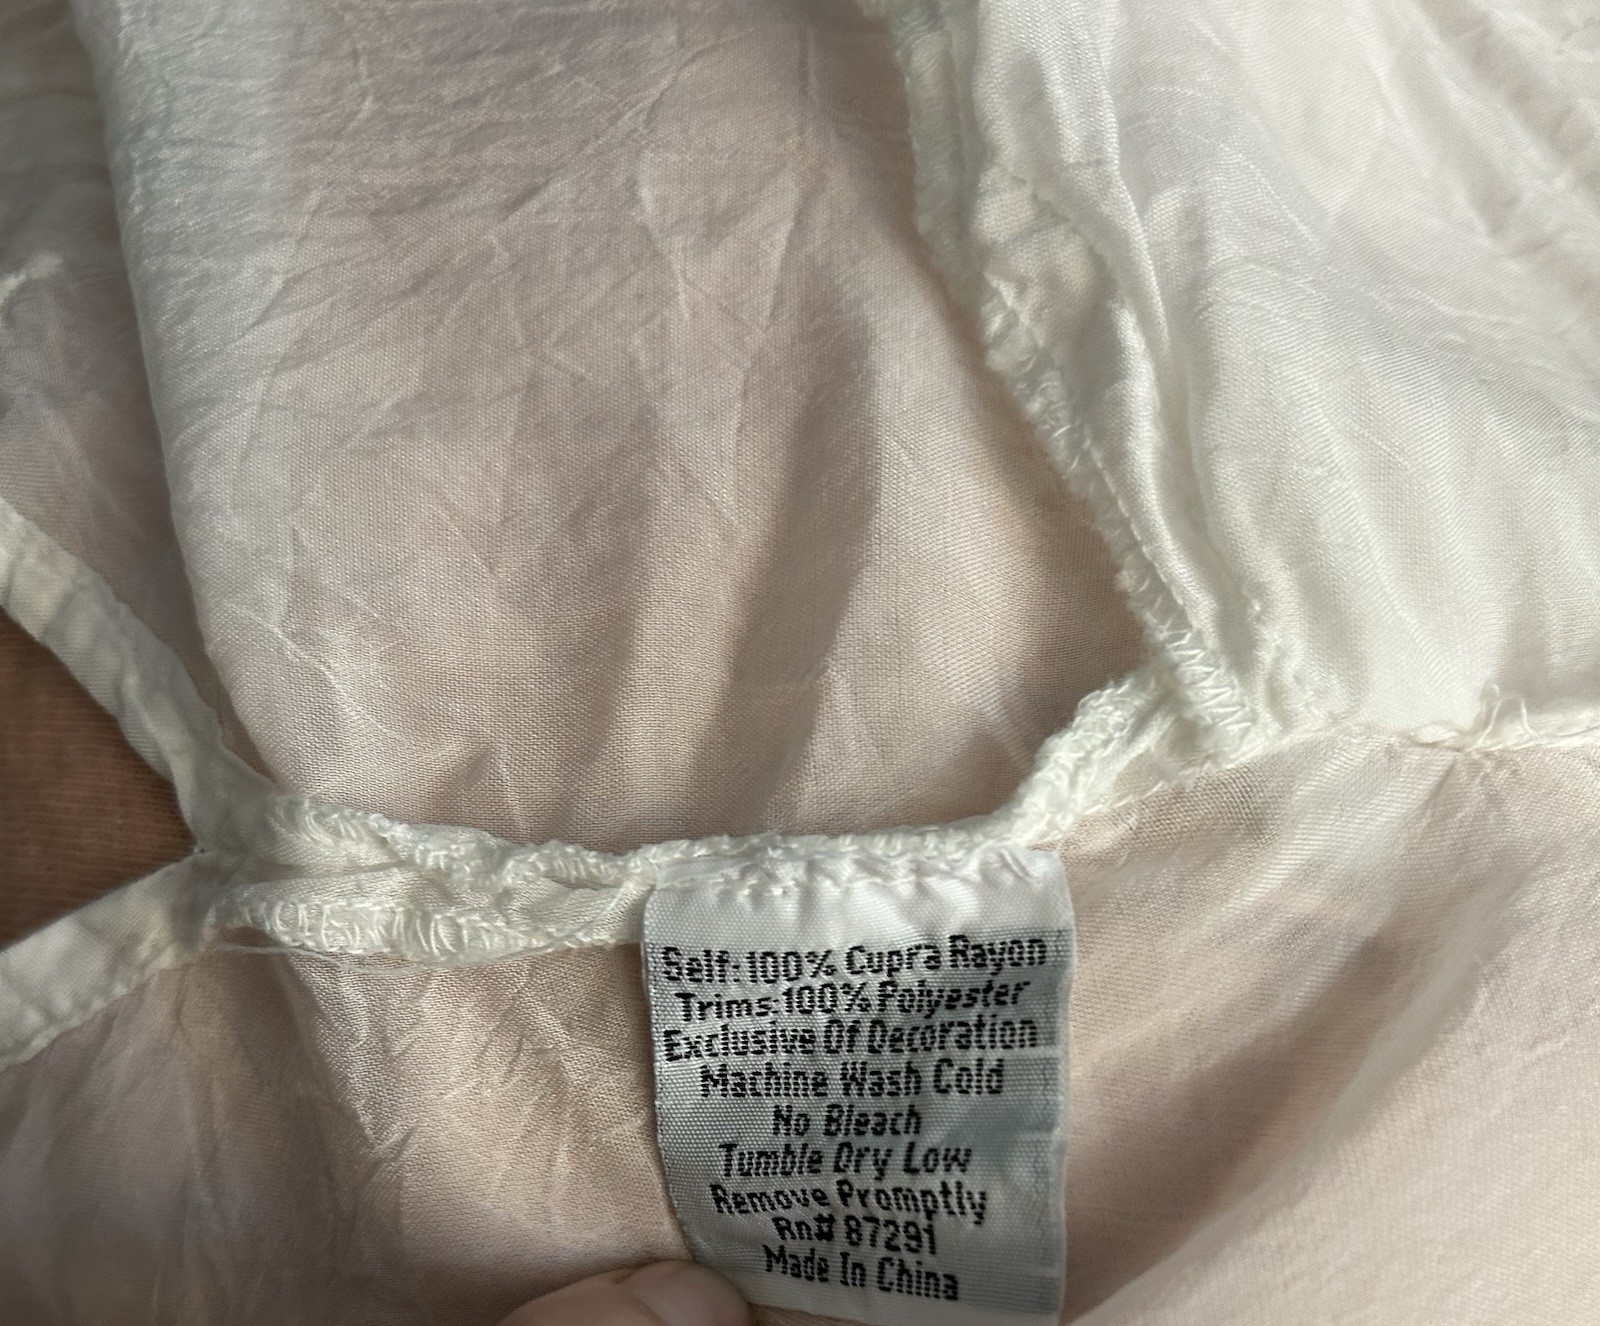 Self: 100% Cupra Rayon
Trims: 100% Polyester
Exclusive Of Decoration
Machine Wash Cold
No Bleach
Tumble Dry Low
Remove Promptly
Rn# 87291
Made In China